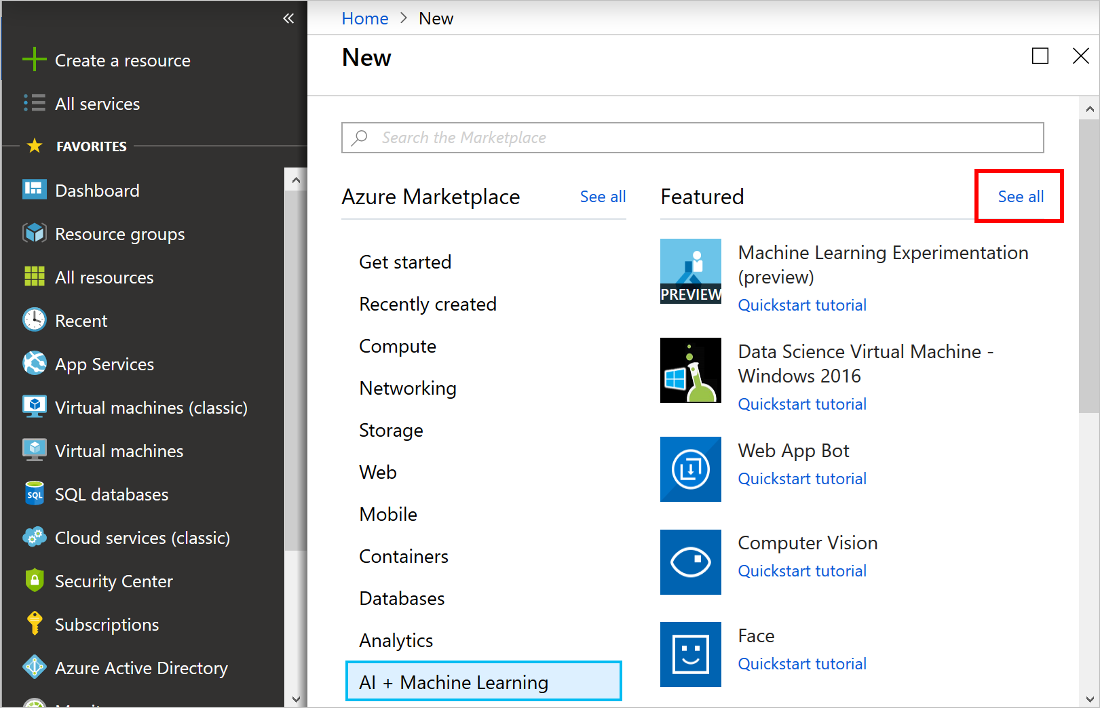 «
Create a resource
All services
FAVORITES
Dashboard
Resource groups
All resources
Recent
App Services
Virtual machines (classic)
Virtual machines
SQL
SQL databases
Cloud services (classic)
Security Center
Subscriptions
Azure Active Directory
Home > New
New
Search the Marketplace
Azure Marketplace
See all
Get started
Recently created
Compute
Networking
Storage
Web
Mobile
Containers
Databases
Analytics
AI + Machine Learning
Featured
See all
PREVIEW
Machine Learning Experimentation
(preview)
Quickstart tutorial
Data Science Virtual Machine -
Windows 2016
Quickstart tutorial
Web App Bot
Quickstart tutorial
Computer Vision
Quickstart tutorial
Face
Quickstart tutorial